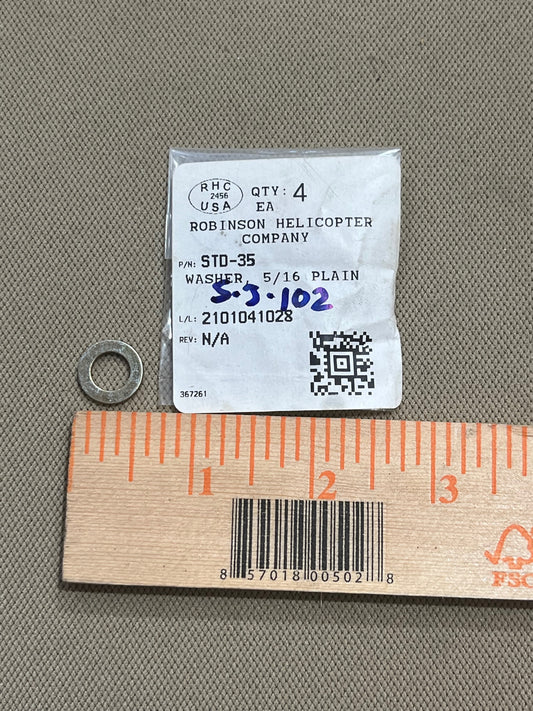 RHC
2456
USA
QTY: 4
EA
ROBINSON HELICOPTER
COMPANY
P/N: STD-35
WASHER, 5/16 PLAIN
S.J.102
L/L: 2101041028
REV: N/A
367261
1 2 3
8 57018 00502 8
FSC